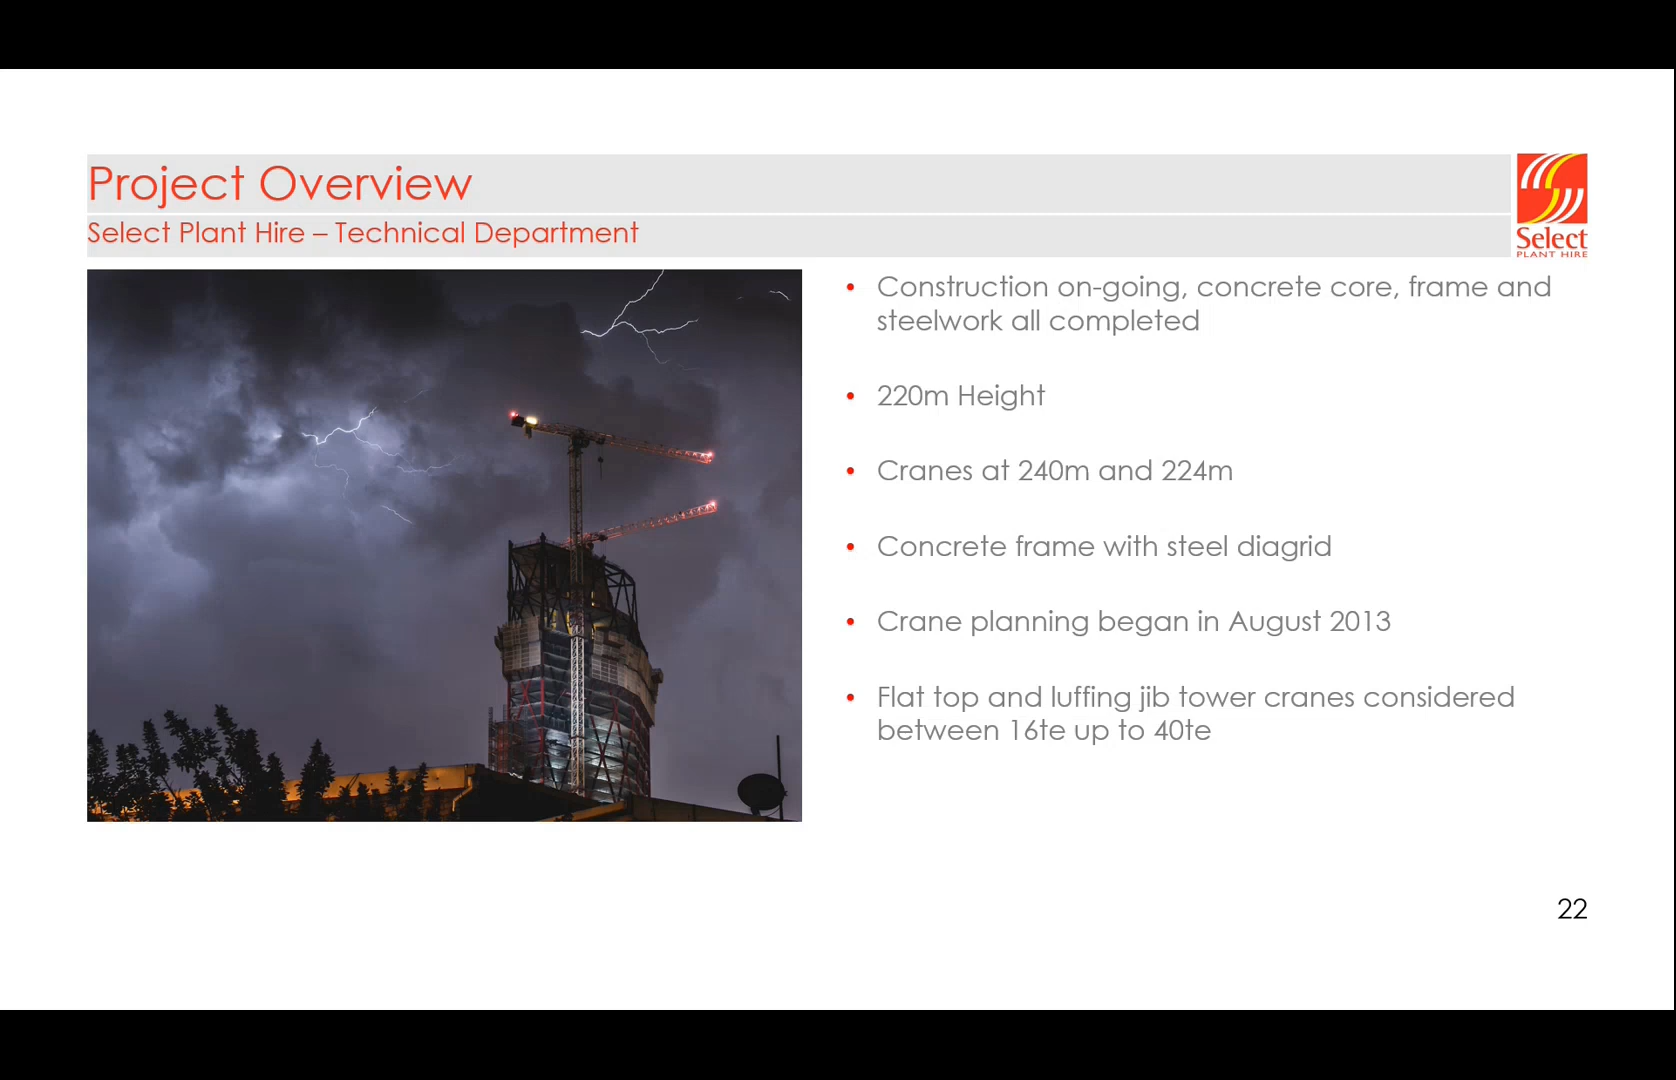 Project Overview
Select Plant Hire – Technical Department
Select
PLANT HIRE
• Construction on-going, concrete core, frame and
steelwork all completed
• 220m Height
• Cranes at 240m and 224m
• Concrete frame with steel diagrid
• Crane planning began in August 2013
• Flat top and luffing jib tower cranes considered
between 16te up to 40te
22